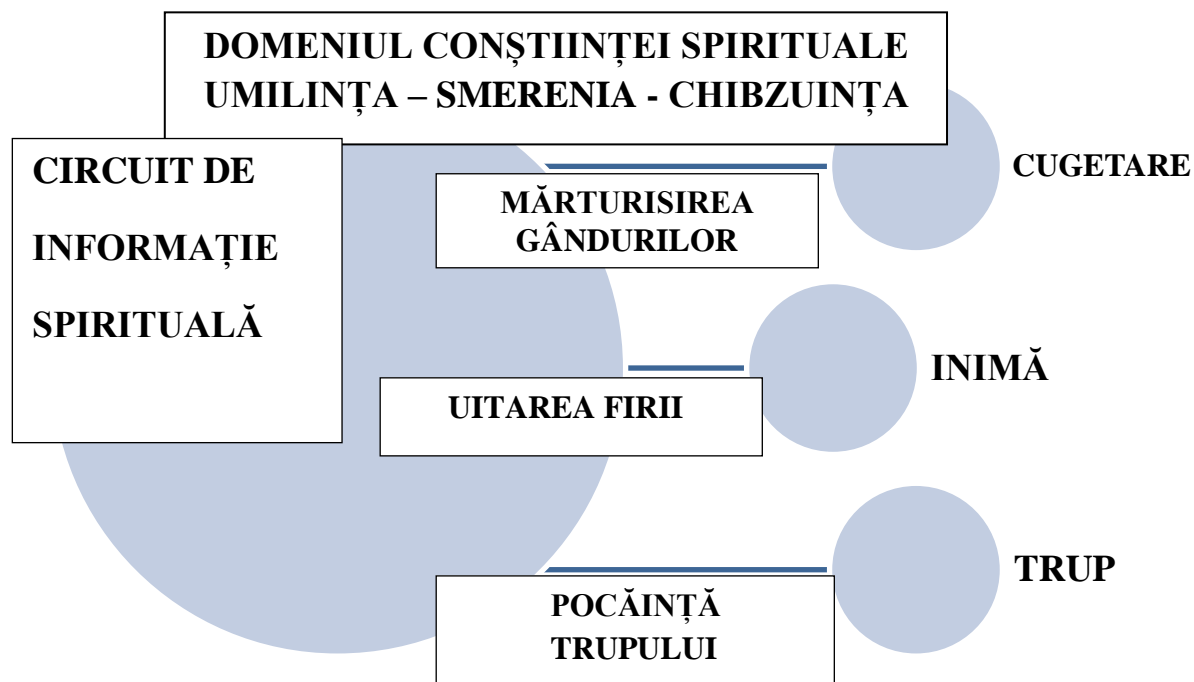 DOMENIUL CONȘTIINȚEI SPIRITUALE
UMILINȚA – SMERENIA - CHIBZUINȚA
CIRCUIT DE
INFORMAȚIE
SPIRITUALĂ
MĂRTURISIREA
GÂNDURILOR
CUGETARE
UITAREA FIRII
INIMĂ
POCĂINȚĂ
TRUPULUI
TRUP